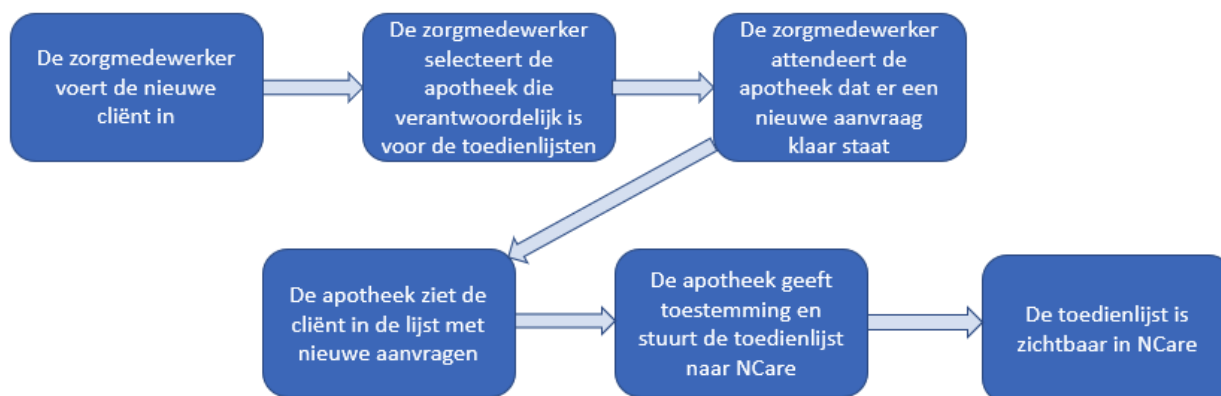 De zorgmedewerker
voert de nieuwe
cliënt in
De zorgmedewerker
selecteert de
apotheek die
verantwoordelijk is
voor de toedienlijsten
De zorgmedewerker
attendeert de
apotheek dat er een
nieuwe aanvraag
klaar staat
De apotheek ziet de
cliënt in de lijst met
nieuwe aanvragen
De apotheek geeft
toestemming en
stuurt de toedienlijst
naar NCare
De toedienlijst is
zichtbaar in NCare